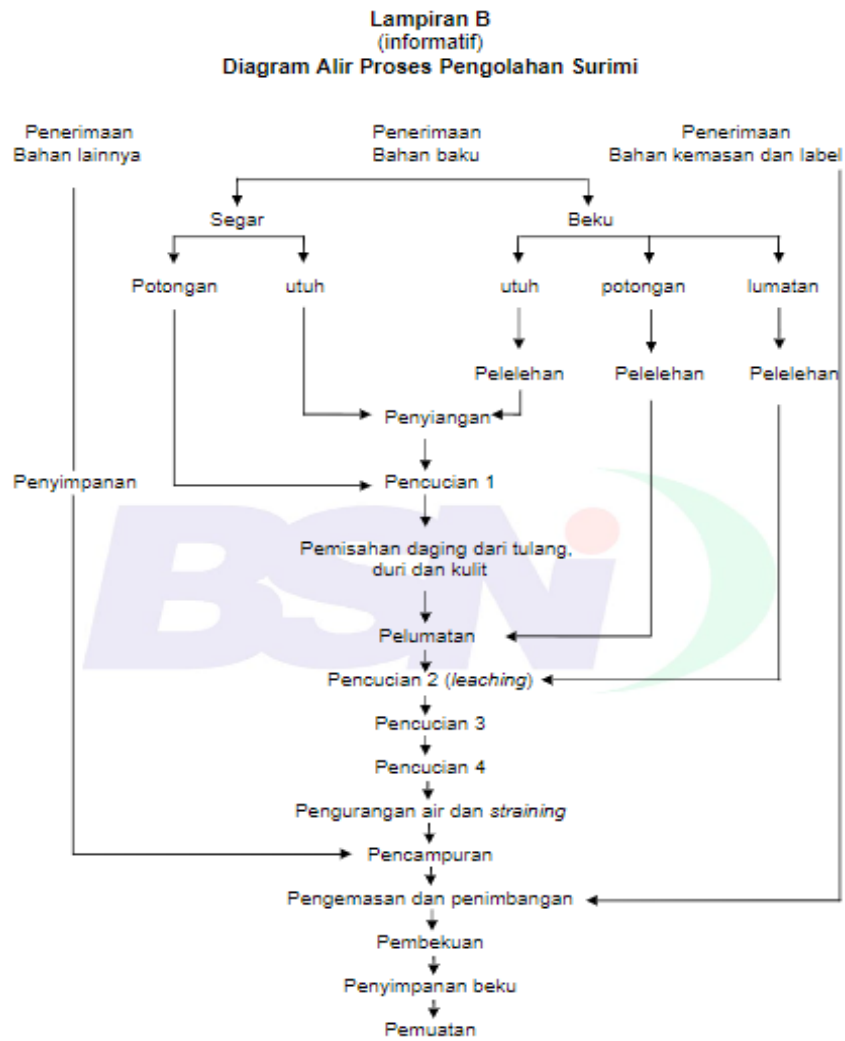 Lampiran B
(informatif)
Diagram Alir Proses Pengolahan Surimi
Penerimaan
Bahan lainnya
Penerimaan
Bahan baku
Penerimaan
Bahan kemasan dan label
Segar
Beku
Potongan
utuh
utuh
potongan
lumatan
Pelelehan
Pelelehan
Pelelehan
Penyiangan
Penyimpanan
Pencucian 1
Pemisahan daging dari tulang,
duri dan kulit
BSN
Pelumatan
Pencucian 2 (leaching)
Pencucian 3
Pencucian 4
Pengurangan air dan straining
Pencampuran
Pengemasan dan penimbangan
Pembekuan
Penyimpanan beku
Pemuatan